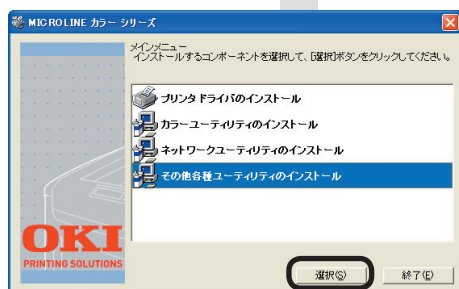 MICROLINE カラー シリーズ
メインメニュー
インストールするコンポーネントを選択して、[選択]ボタンをクリックしてください。
プリンタ ドライバのインストール
カラーユーティリティのインストール
ネットワークユーティリティのインストール
その他各種ユーティリティのインストール
OKI
PRINTING SOLUTIONS
選択(S)
終了(E)